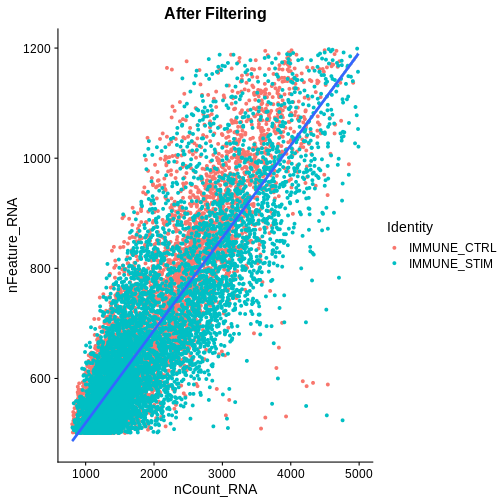 After Filtering
nFeature_RNA
1200
1000
800
600
1000 2000 3000 4000 5000
nCount_RNA
Identity
IMMUNE_CTRL
IMMUNE_STIM